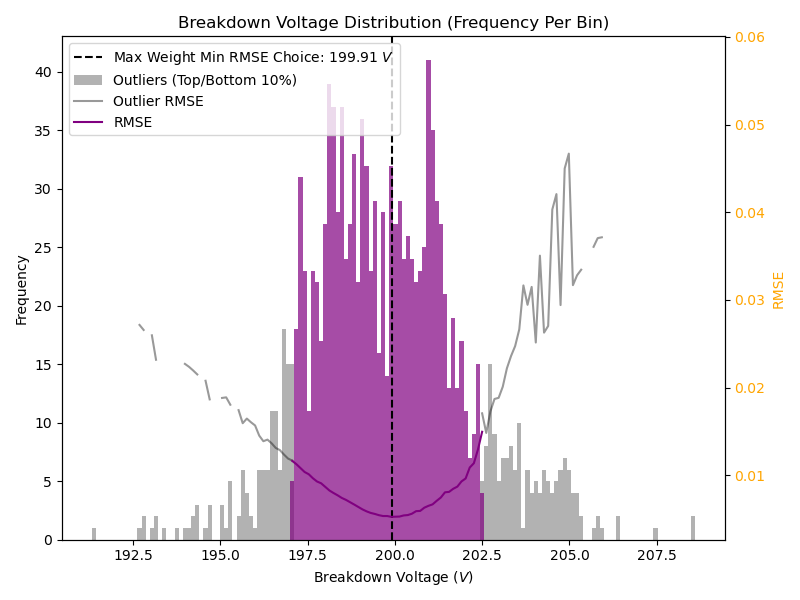 Breakdown Voltage Distribution (Frequency Per Bin)
Max Weight Min RMSE Choice: 199.91 V
Outliers (Top/Bottom 10%)
Outlier RMSE
RMSE
Frequency
40
35
30
25
20
15
10
5
0
192.5 195.0 197.5 200.0 202.5 205.0 207.5
Breakdown Voltage (V)
0.06
0.05
0.04
0.03
0.02
0.01
RMSE